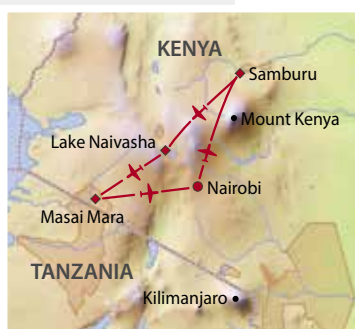 KENYA
Samburu
Mount Kenya
Lake Naivasha
Nairobi
Masai Mara
TANZANIA
Kilimanjaro